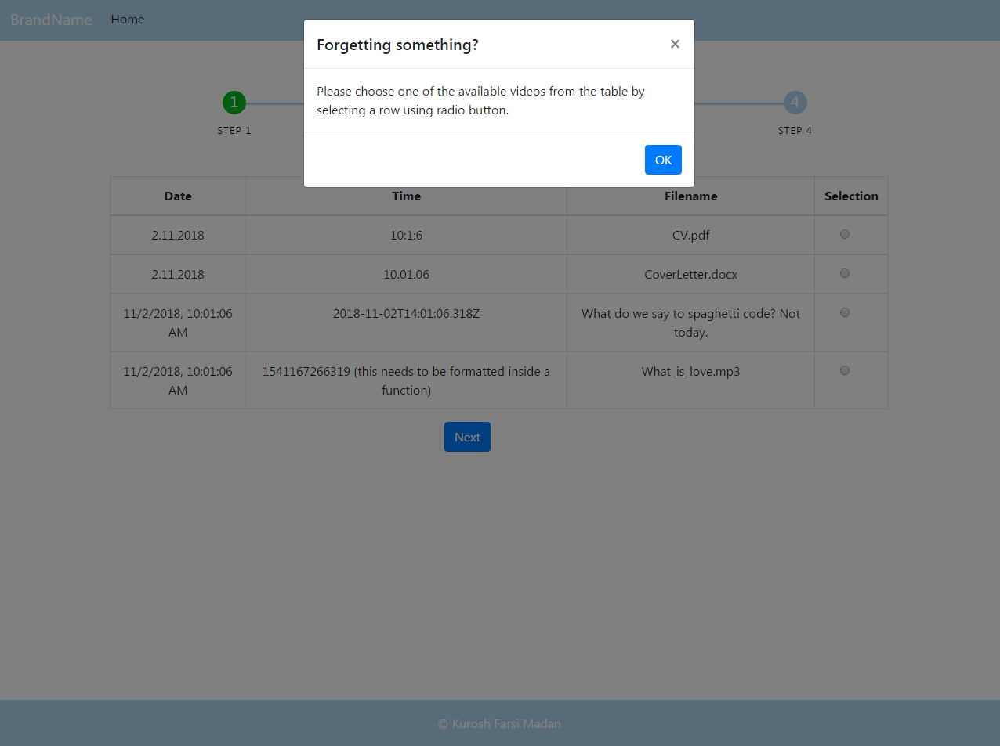 BrandName Home
Forgetting something? ×
Please choose one of the available videos from the table by
selecting a row using radio button.
OK
1 4
STEP 1 STEP 4
Date Time Filename Selection
2.11.2018 10:1:6 CV.pdf
2.11.2018 10.01.06 CoverLetter.docx
11/2/2018, 10:01:06 2018-11-02T14:01:06.318Z What do we say to spaghetti code? Not
AM today.
11/2/2018, 10:01:06 1541167266319 (this needs to be formatted inside a What_is_love.mp3
AM function)
Next
© Kurosh Farsi Madan